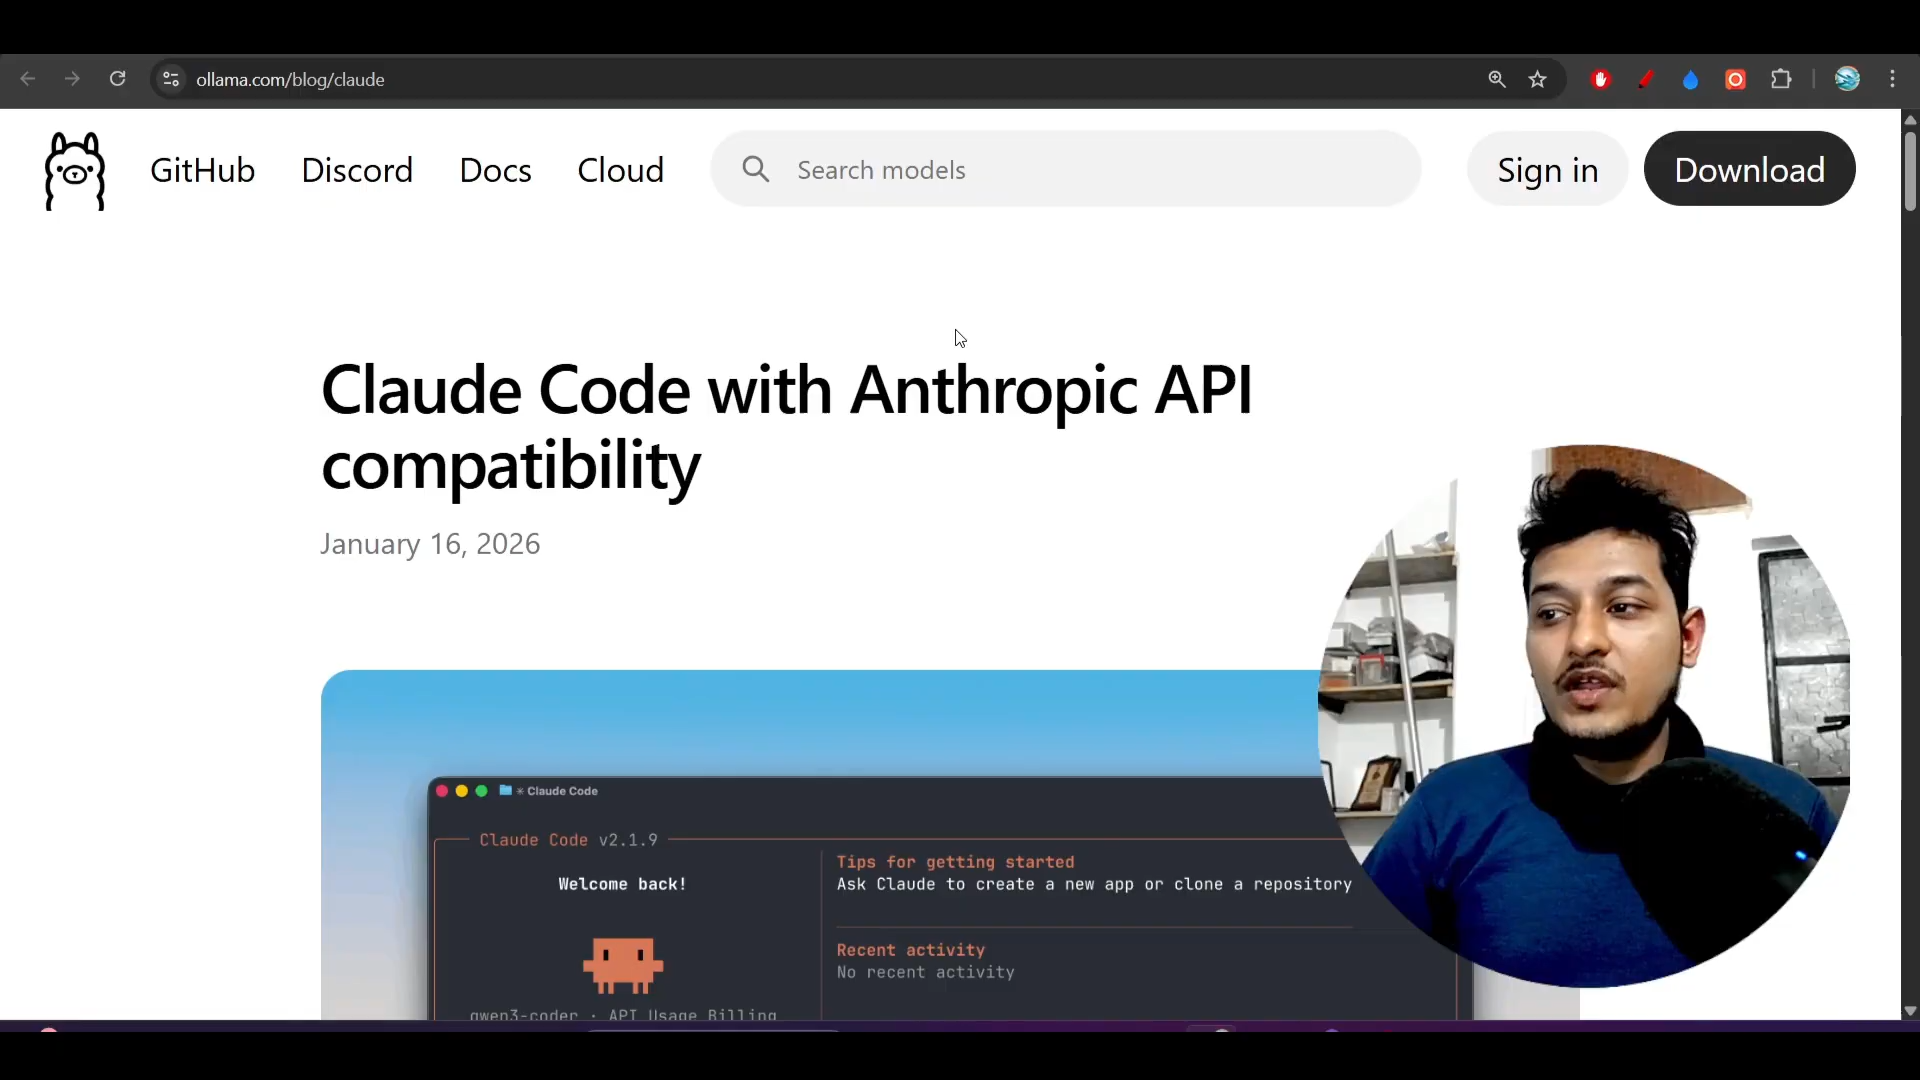 ollama.com/blog/claude
GitHub Discord Docs Cloud Search models Sign in Download
Claude Code with Anthropic API
compatibility
January 16, 2026
✳ Claude Code
Claude Code v2.1.9
Welcome back!
Tips for getting started
Ask Claude to create a new app or clone a repository
Recent activity
No recent activity
qwen3-coder · API Usage Billing